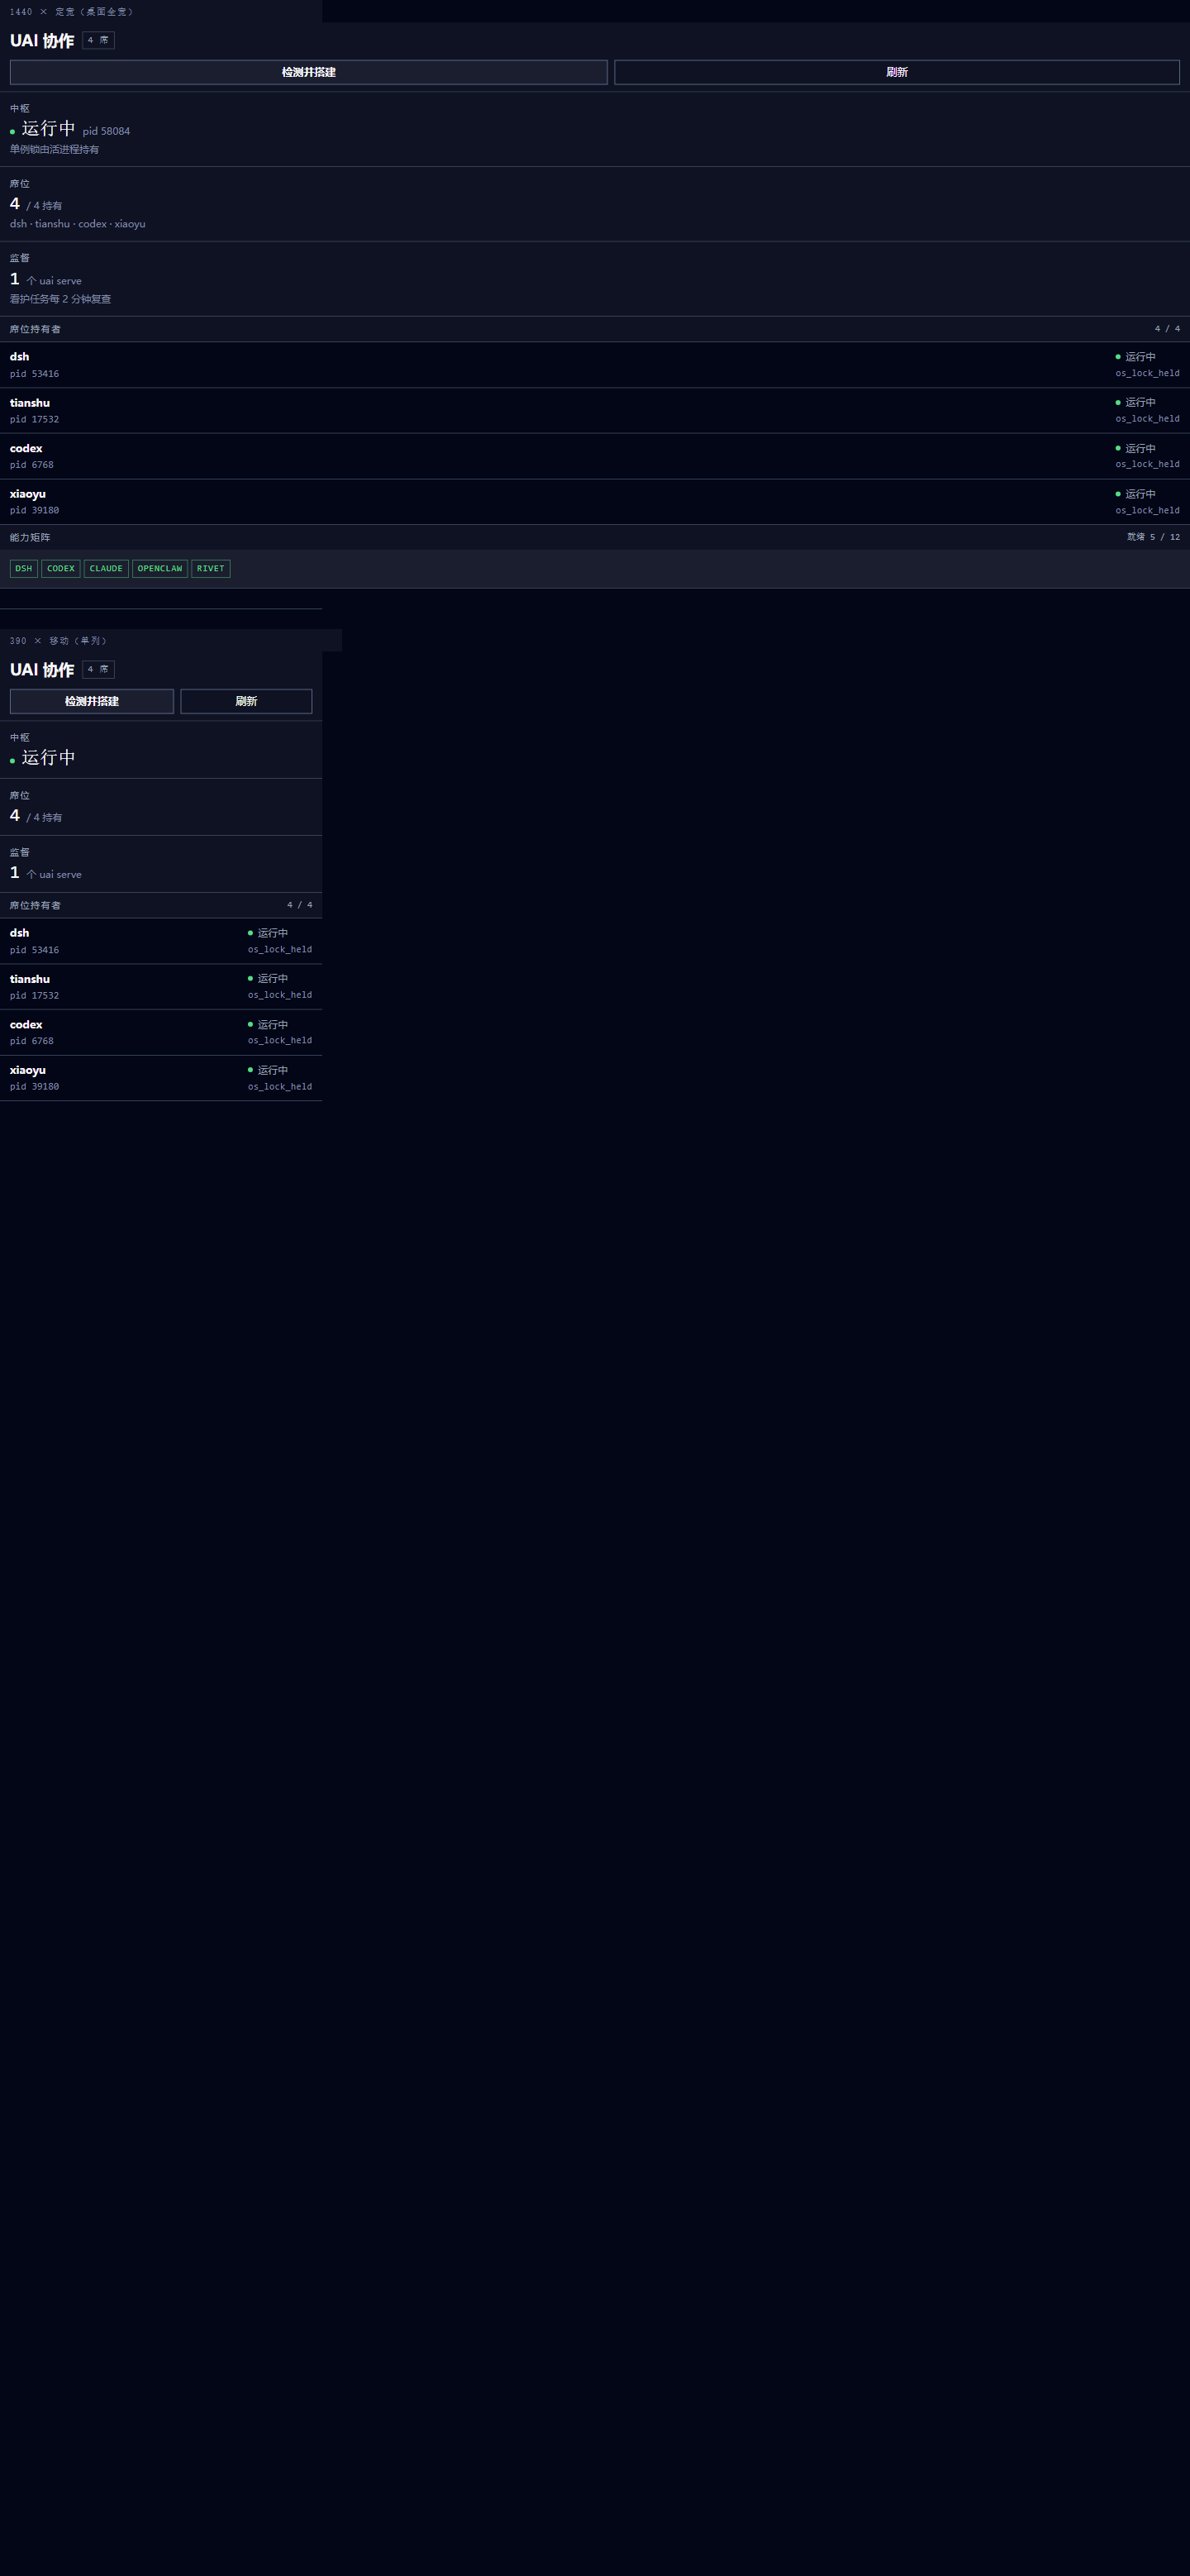 1440 × 定宽（桌面全宽）
UAI 协作 4 席
检测并搭建 刷新
中枢
运行中 pid 58084
单例锁由活进程持有
席位
4 / 4 持有
dsh · tianshu · codex · xiaoyu
监督
1 个 uai serve
看护任务每 2 分钟复查
席位持有者 4 / 4
dsh 运行中
pid 53416 os_lock_held
tianshu 运行中
pid 17532 os_lock_held
codex 运行中
pid 6768 os_lock_held
xiaoyu 运行中
pid 39180 os_lock_held
能力矩阵 就绪 5 / 12
DSH CODEX CLAUDE OPENCLAW RIVET
390 × 移动（单列）
UAI 协作 4 席
检测并搭建 刷新
中枢
运行中
席位
4 / 4 持有
监督
1 个 uai serve
席位持有者 4 / 4
dsh 运行中
pid 53416 os_lock_held
tianshu 运行中
pid 17532 os_lock_held
codex 运行中
pid 6768 os_lock_held
xiaoyu 运行中
pid 39180 os_lock_held